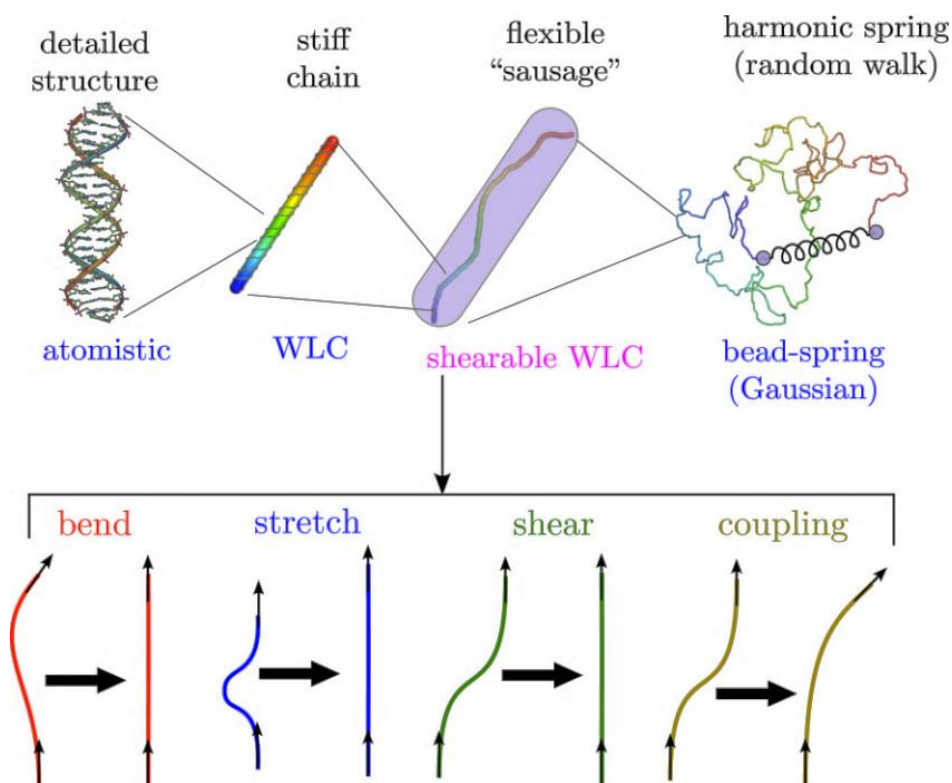 detailed
structure
stiff
chain
flexible
“sausage”
harmonic spring
(random walk)
atomistic
WLC
shearable WLC
bead-spring
(Gaussian)
bend
stretch
shear
coupling